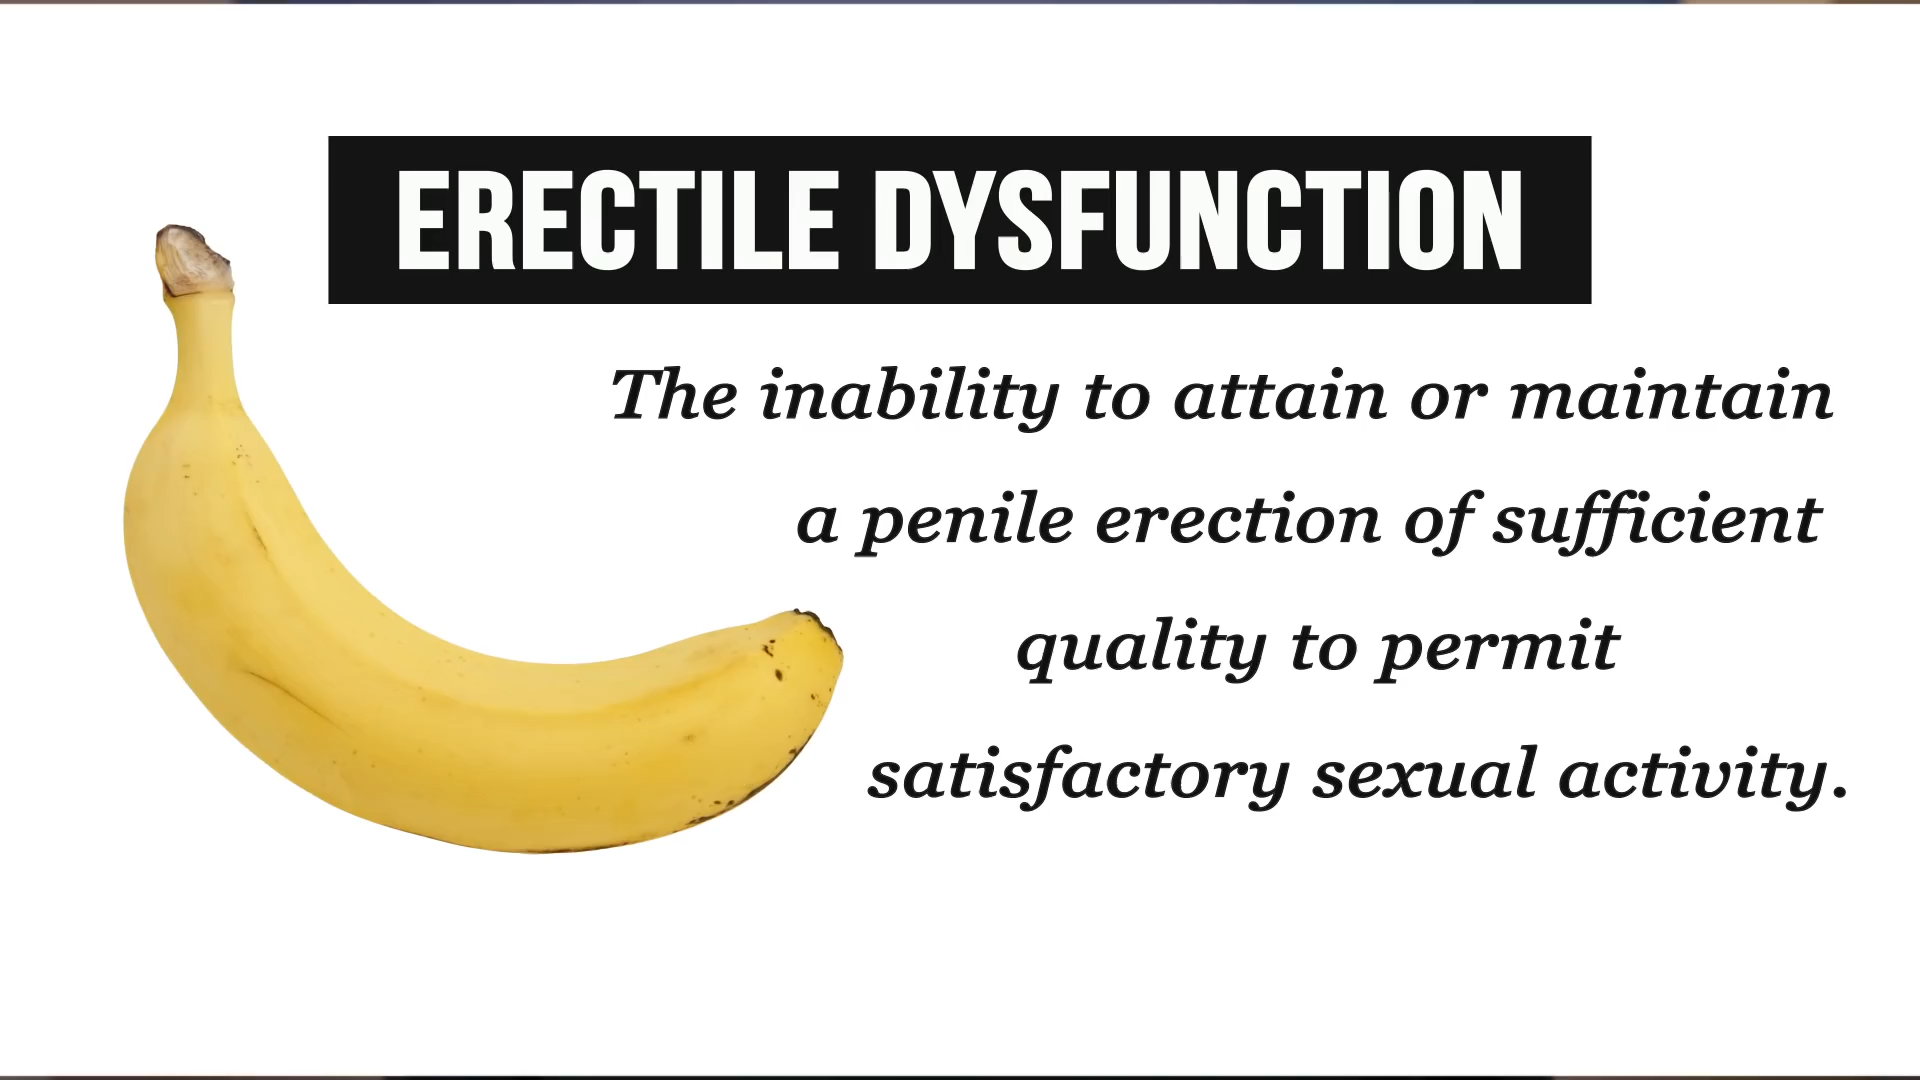 ERECTILE DYSFUNCTION
The inability to attain or maintain
a penile erection of sufficient
quality to permit
satisfactory sexual activity.